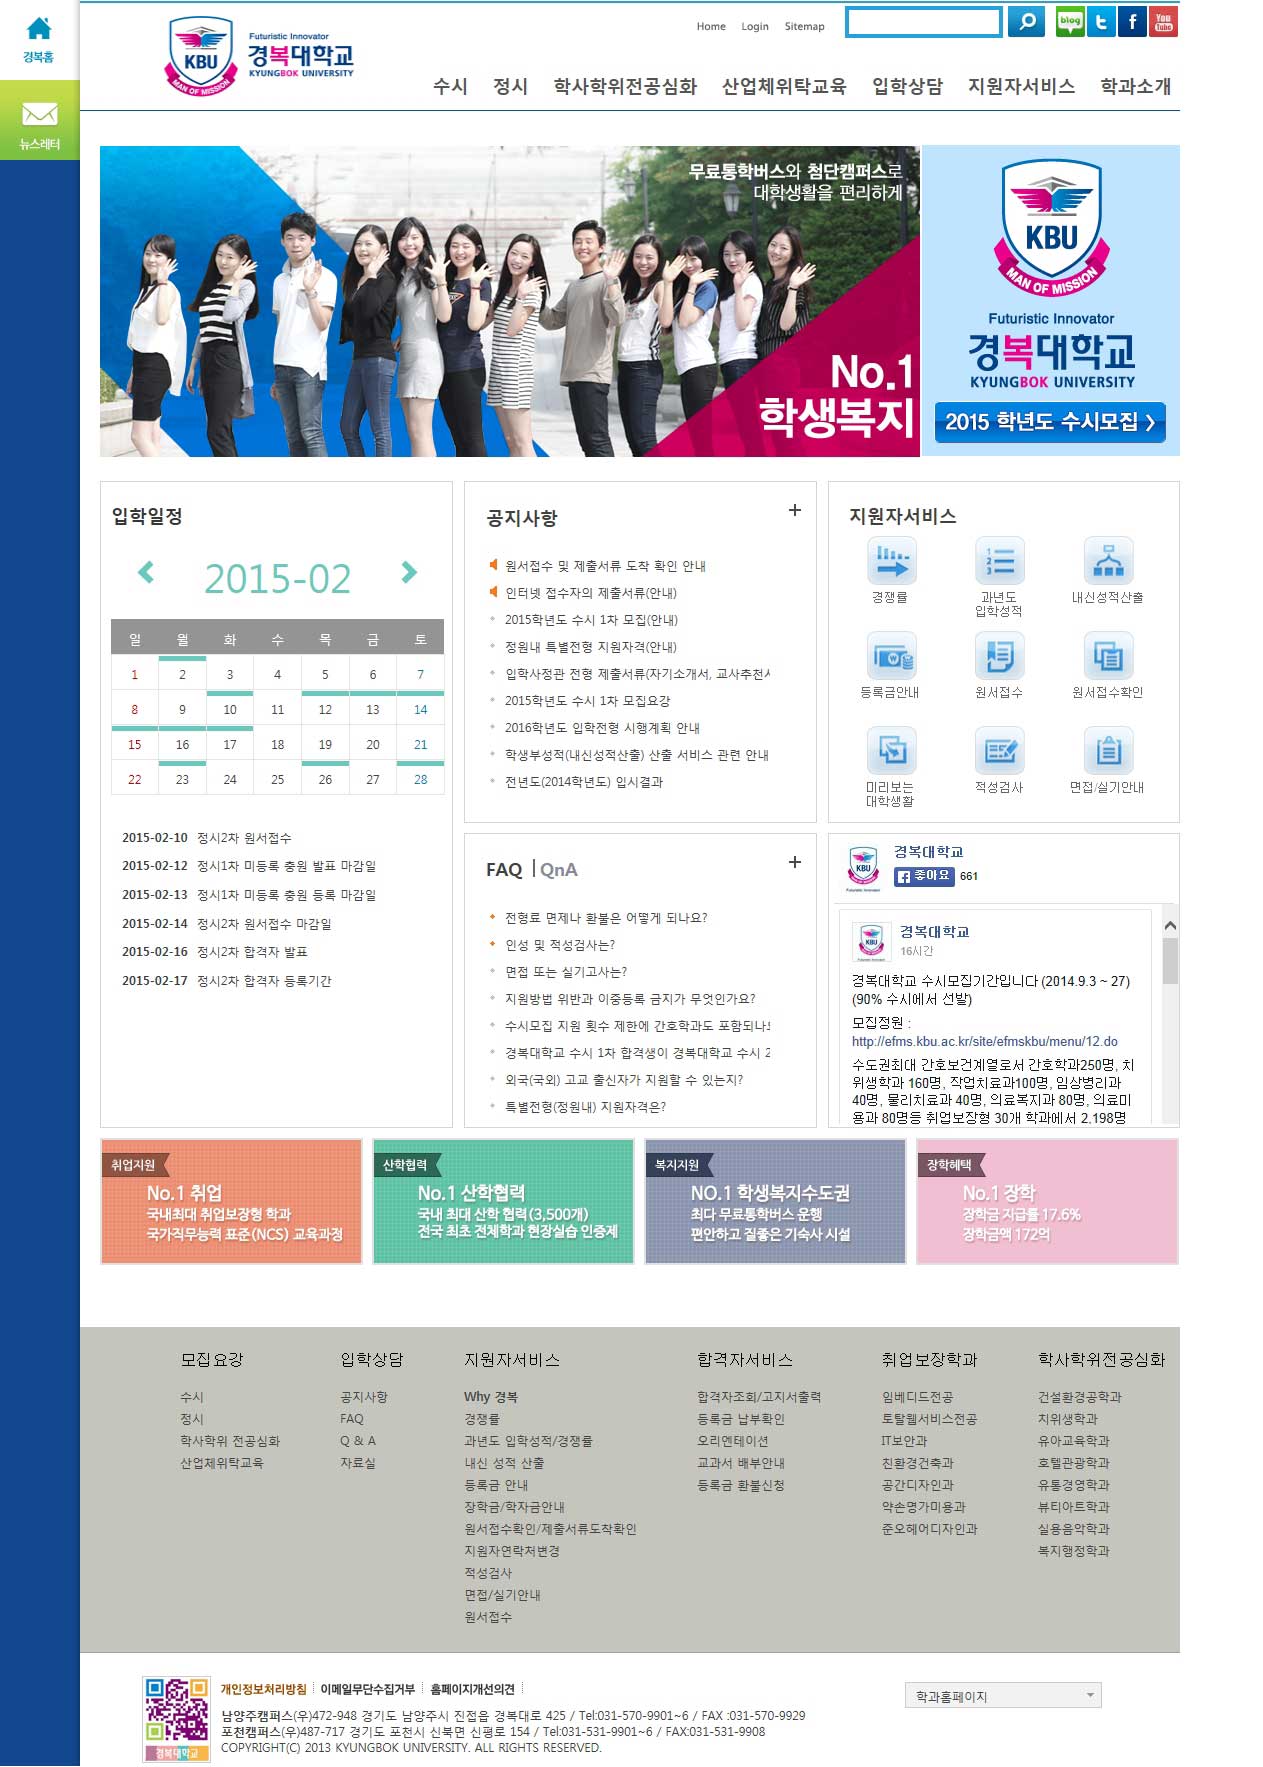 경복홈
뉴스레터
Futuristic Innovator
경복대학교
KYUNGBOK UNIVERSITY
KBU
MAN OF MISSION
Home Login Sitemap
blog
You Tube
수시 정시 학사학위전공심화 산업체위탁교육 입학상담 지원자서비스 학과소개
무료통학버스와 첨단캠퍼스로
대학생활을 편리하게
No.1
학생복지
KBU
MAN OF MISSION
Futuristic Innovator
경복대학교
KYUNGBOK UNIVERSITY
2015 학년도 수시모집
입학일정
2015-02
일 월 화 수 목 금 토
1 2 3 4 5 6 7
8 9 10 11 12 13 14
15 16 17 18 19 20 21
22 23 24 25 26 27 28
2015-02-10 정시2차 원서접수
2015-02-12 정시1차 미등록 충원 발표 마감일
2015-02-13 정시1차 미등록 충원 등록 마감일
2015-02-14 정시2차 원서접수 마감일
2015-02-16 정시2차 합격자 발표
2015-02-17 정시2차 합격자 등록기간
공지사항
원서접수 및 제출서류 도착 확인 안내
인터넷 접수자의 제출서류(안내)
2015학년도 수시 1차 모집(안내)
정원내 특별전형 지원자격(안내)
입학사정관 전형 제출서류(자기소개서, 교사추천서
2015학년도 수시 1차 모집요강
2016학년도 입학전형 시행계획 안내
학생부성적(내신성적산출) 산출 서비스 관련 안내
전년도(2014학년도) 입시결과
지원자서비스
경쟁률
과년도
입학성적
내신성적산출
등록금안내
원서접수
원서접수확인
미리보는
대학생활
적성검사
면접/실기안내
FAQ QnA
전형료 면제나 환불은 어떻게 되나요?
인성 및 적성검사는?
면접 또는 실기고사는?
지원방법 위반과 이중등록 금지가 무엇인가요?
수시모집 지원 횟수 제한에 간호학과도 포함되나요
경복대학교 수시 1차 합격생이 경복대학교 수시 2
외국(국외) 고교 출신자가 지원할 수 있는지?
특별전형(정원내) 지원자격은?
KBU
경복대학교
좋아요 661
KBU
경복대학교
16시간
경복대학교 수시모집기간입니다 (2014.9.3 ~ 27)
(90% 수시에서 선발)
모집정원 :
http://efms.kbu.ac.kr/site/efmskbu/menu/12.do
수도권최대 간호보건계열로서 간호학과250명, 치
위생학과 160명, 작업치료과100명, 임상병리과
40명, 물리치료과 40명, 의료복지과 80명, 의료미
용과 80명등 취업보장형 30개 학과에서 2,198명
취업지원
No.1 취업
국내최대 취업보장형 학과
국가직무능력 표준(NCS) 교육과정
산학협력
No.1 산학협력
국내 최대 산학 협력(3,500개)
전국 최초 전체학과 현장실습 인증제
복지지원
NO.1 학생복지수도권
최다 무료통학버스 운행
편안하고 질좋은 기숙사 시설
장학혜택
No.1 장학
장학금 지급률 17.6%
장학금액 172억
모집요강
수시
정시
학사학위 전공심화
산업체위탁교육
입학상담
공지사항
FAQ
Q & A
자료실
지원자서비스
Why 경복
경쟁률
과년도 입학성적/경쟁률
내신 성적 산출
등록금 안내
장학금/학자금안내
원서접수확인/제출서류도착확인
지원자연락처변경
적성검사
면접/실기안내
원서접수
합격자서비스
합격자조회/고지서출력
등록금 납부확인
오리엔테이션
교과서 배부안내
등록금 환불신청
취업보장학과
임베디드전공
토탈웹서비스전공
IT보안과
친환경건축과
공간디자인과
약손명가미용과
준오헤어디자인과
학사학위전공심화
건설환경공학과
치위생학과
유아교육학과
호텔관광학과
유통경영학과
뷰티아트학과
실용음악학과
복지행정학과
경복대학교
개인정보처리방침 이메일무단수집거부 홈페이지개선의견
남양주캠퍼스(우)472-948 경기도 남양주시 진접읍 경복대로 425 / Tel:031-570-9901~6 / FAX :031-570-9929
포천캠퍼스(우)487-717 경기도 포천시 신북면 신평로 154 / Tel:031-531-9901~6 / FAX:031-531-9908
COPYRIGHT(C) 2013 KYUNGBOK UNIVERSITY. ALL RIGHTS RESERVED.
학과홈페이지